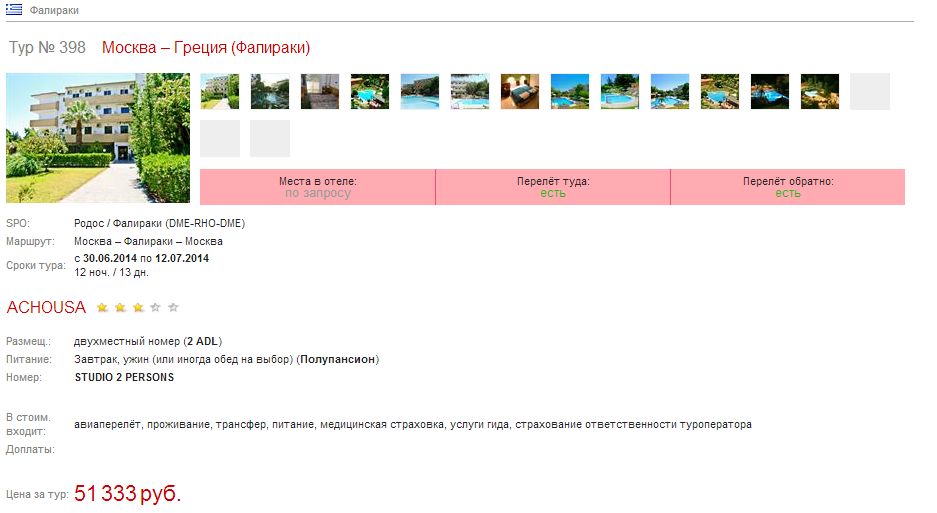 Фалираки
Тур № 398 Москва – Греция (Фалираки)
Места в отеле: Перелёт туда: Перелёт обратно:
по запросу есть есть
SPO: Родос / Фалираки (DME-RHO-DME)
Маршрут: Москва – Фалираки – Москва
Сроки тура: с 30.06.2014 по 12.07.2014
12 ноч. / 13 дн.
ACHOUSA
Размещ.: двухместный номер (2 ADL)
Питание: Завтрак, ужин (или иногда обед на выбор) (Полупансион)
Номер: STUDIO 2 PERSONS
В стоим.
входит: авиаперелёт, проживание, трансфер, питание, медицинская страховка, услуги гида, страхование ответственности туроператора
Доплаты:
Цена за тур: 51 333 руб.